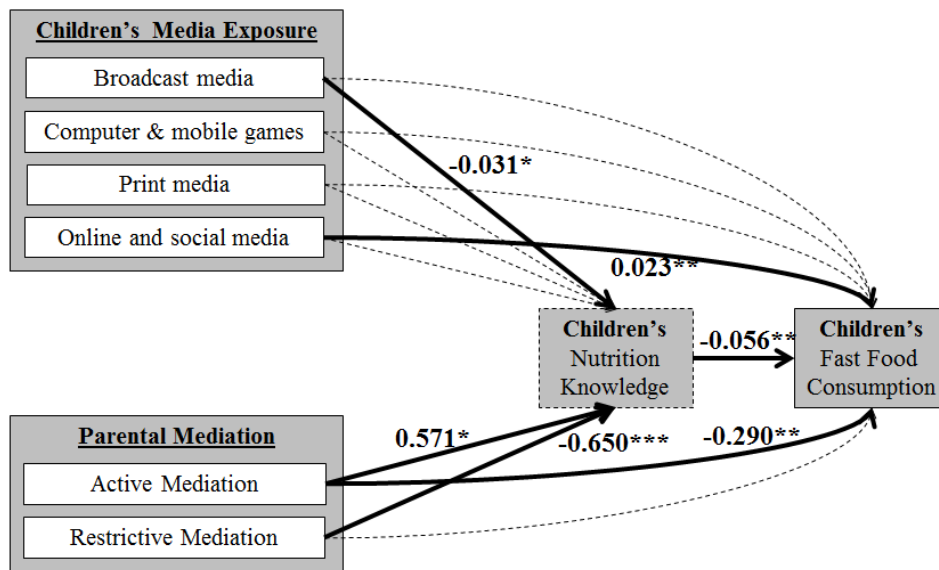 Children's Media Exposure
Broadcast media
Computer & mobile games
-0.031*
Print media
Online and social media
0.023**
Children's
Nutrition
Knowledge
-0.056**
Children's
Fast Food
Consumption
Parental Mediation
0.571*
-0.650***
-0.290**
Active Mediation
Restrictive Mediation